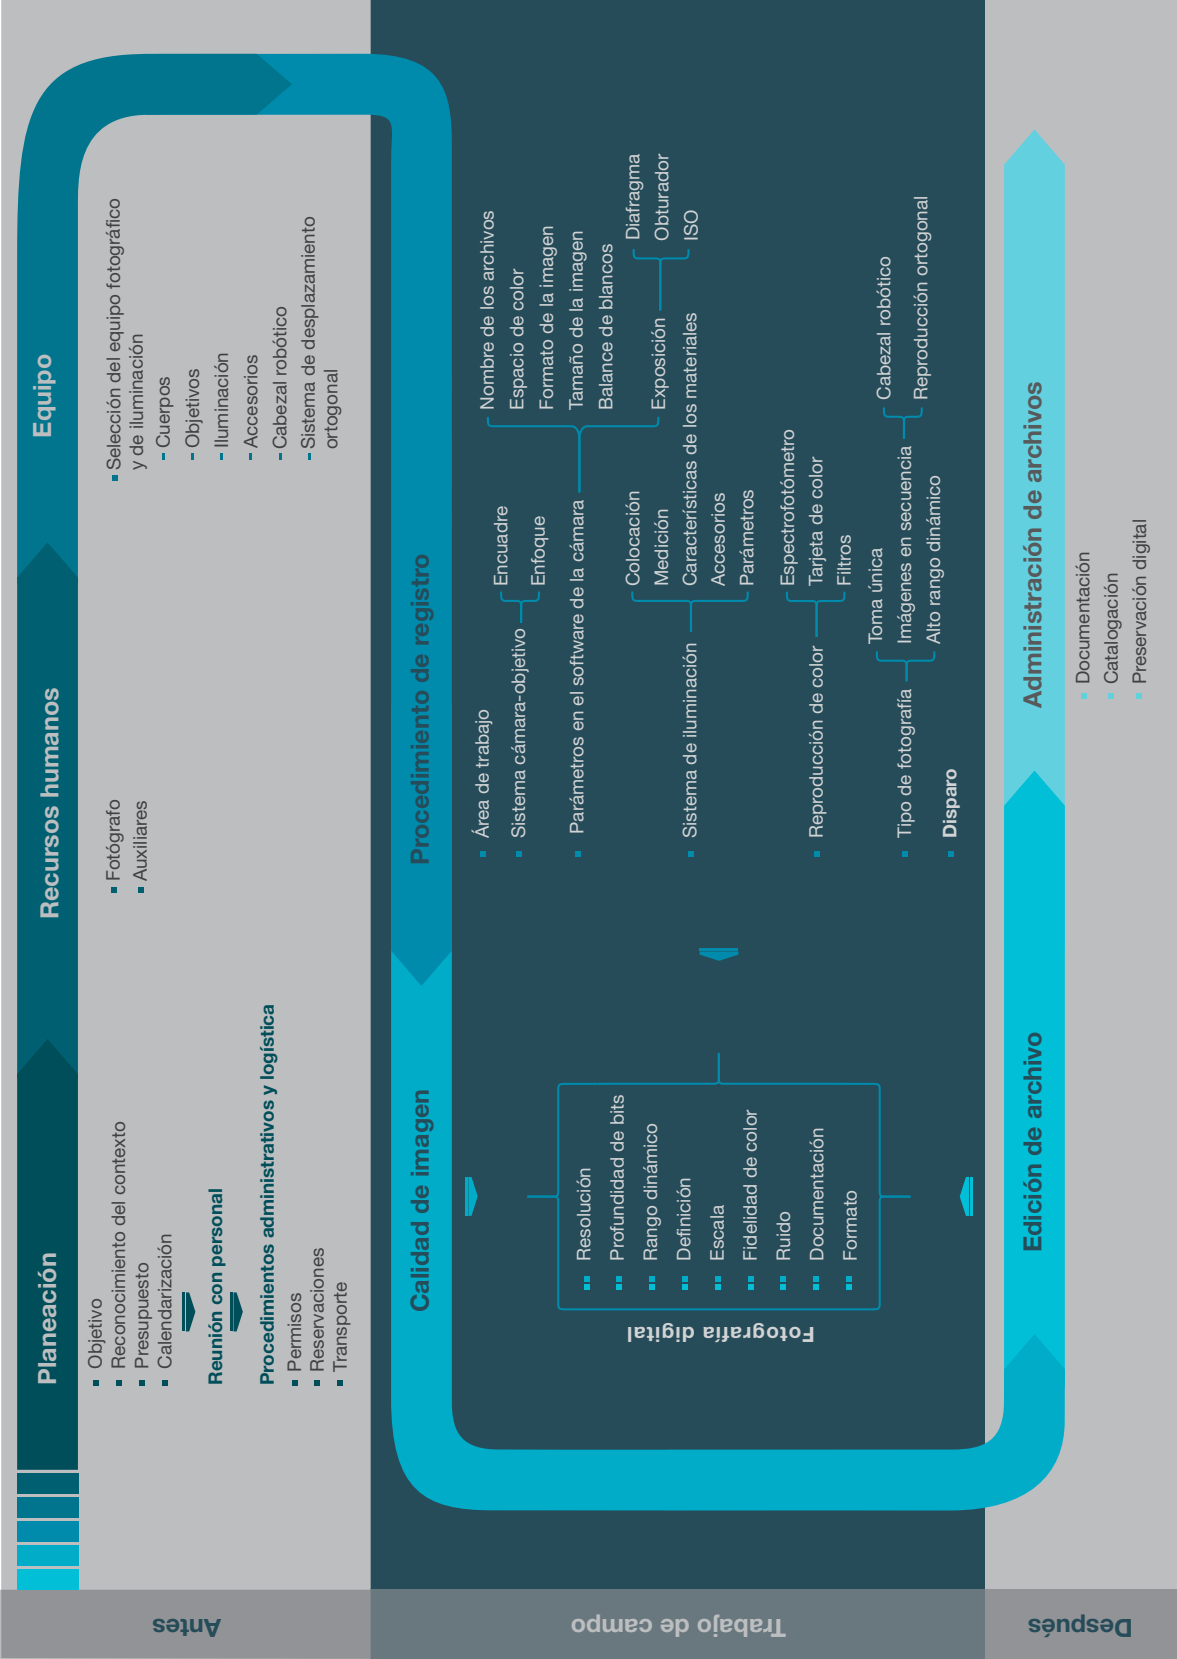 Antes
Planeación
Objetivo
Reconocimiento del contexto
Presupuesto
Calendarización
Reunión con personal
Procedimientos administrativos y logística
Permisos
Reservaciones
Transporte
Recursos humanos
Fotógrafo
Auxiliares
Equipo
Selección del equipo fotográfico
y de iluminación
Cuerpos
Objetivos
Iluminación
Accesorios
Cabezal robótico
Sistema de desplazamiento
ortogonal
Trabajo de campo
Procedimiento de registro
Área de trabajo
Sistema cámara-objetivo
Encuadre
Enfoque
Parámetros en el software de la cámara
Nombre de los archivos
Espacio de color
Formato de la imagen
Tamaño de la imagen
Balance de blancos
Exposición
Diafragma
Obturador
ISO
Sistema de iluminación
Colocación
Medición
Características de los materiales
Accesorios
Parámetros
Reproducción de color
Espectrofotómetro
Tarjeta de color
Filtros
Tipo de fotografía
Toma única
Imágenes en secuencia
Cabezal robótico
Reproducción ortogonal
Alto rango dinámico
Disparo
Calidad de imagen
Fotografía digital
Resolución
Profundidad de bits
Rango dinámico
Definición
Escala
Fidelidad de color
Ruido
Documentación
Formato
Después
Edición de archivo
Administración de archivos
Documentación
Catalogación
Preservación digital